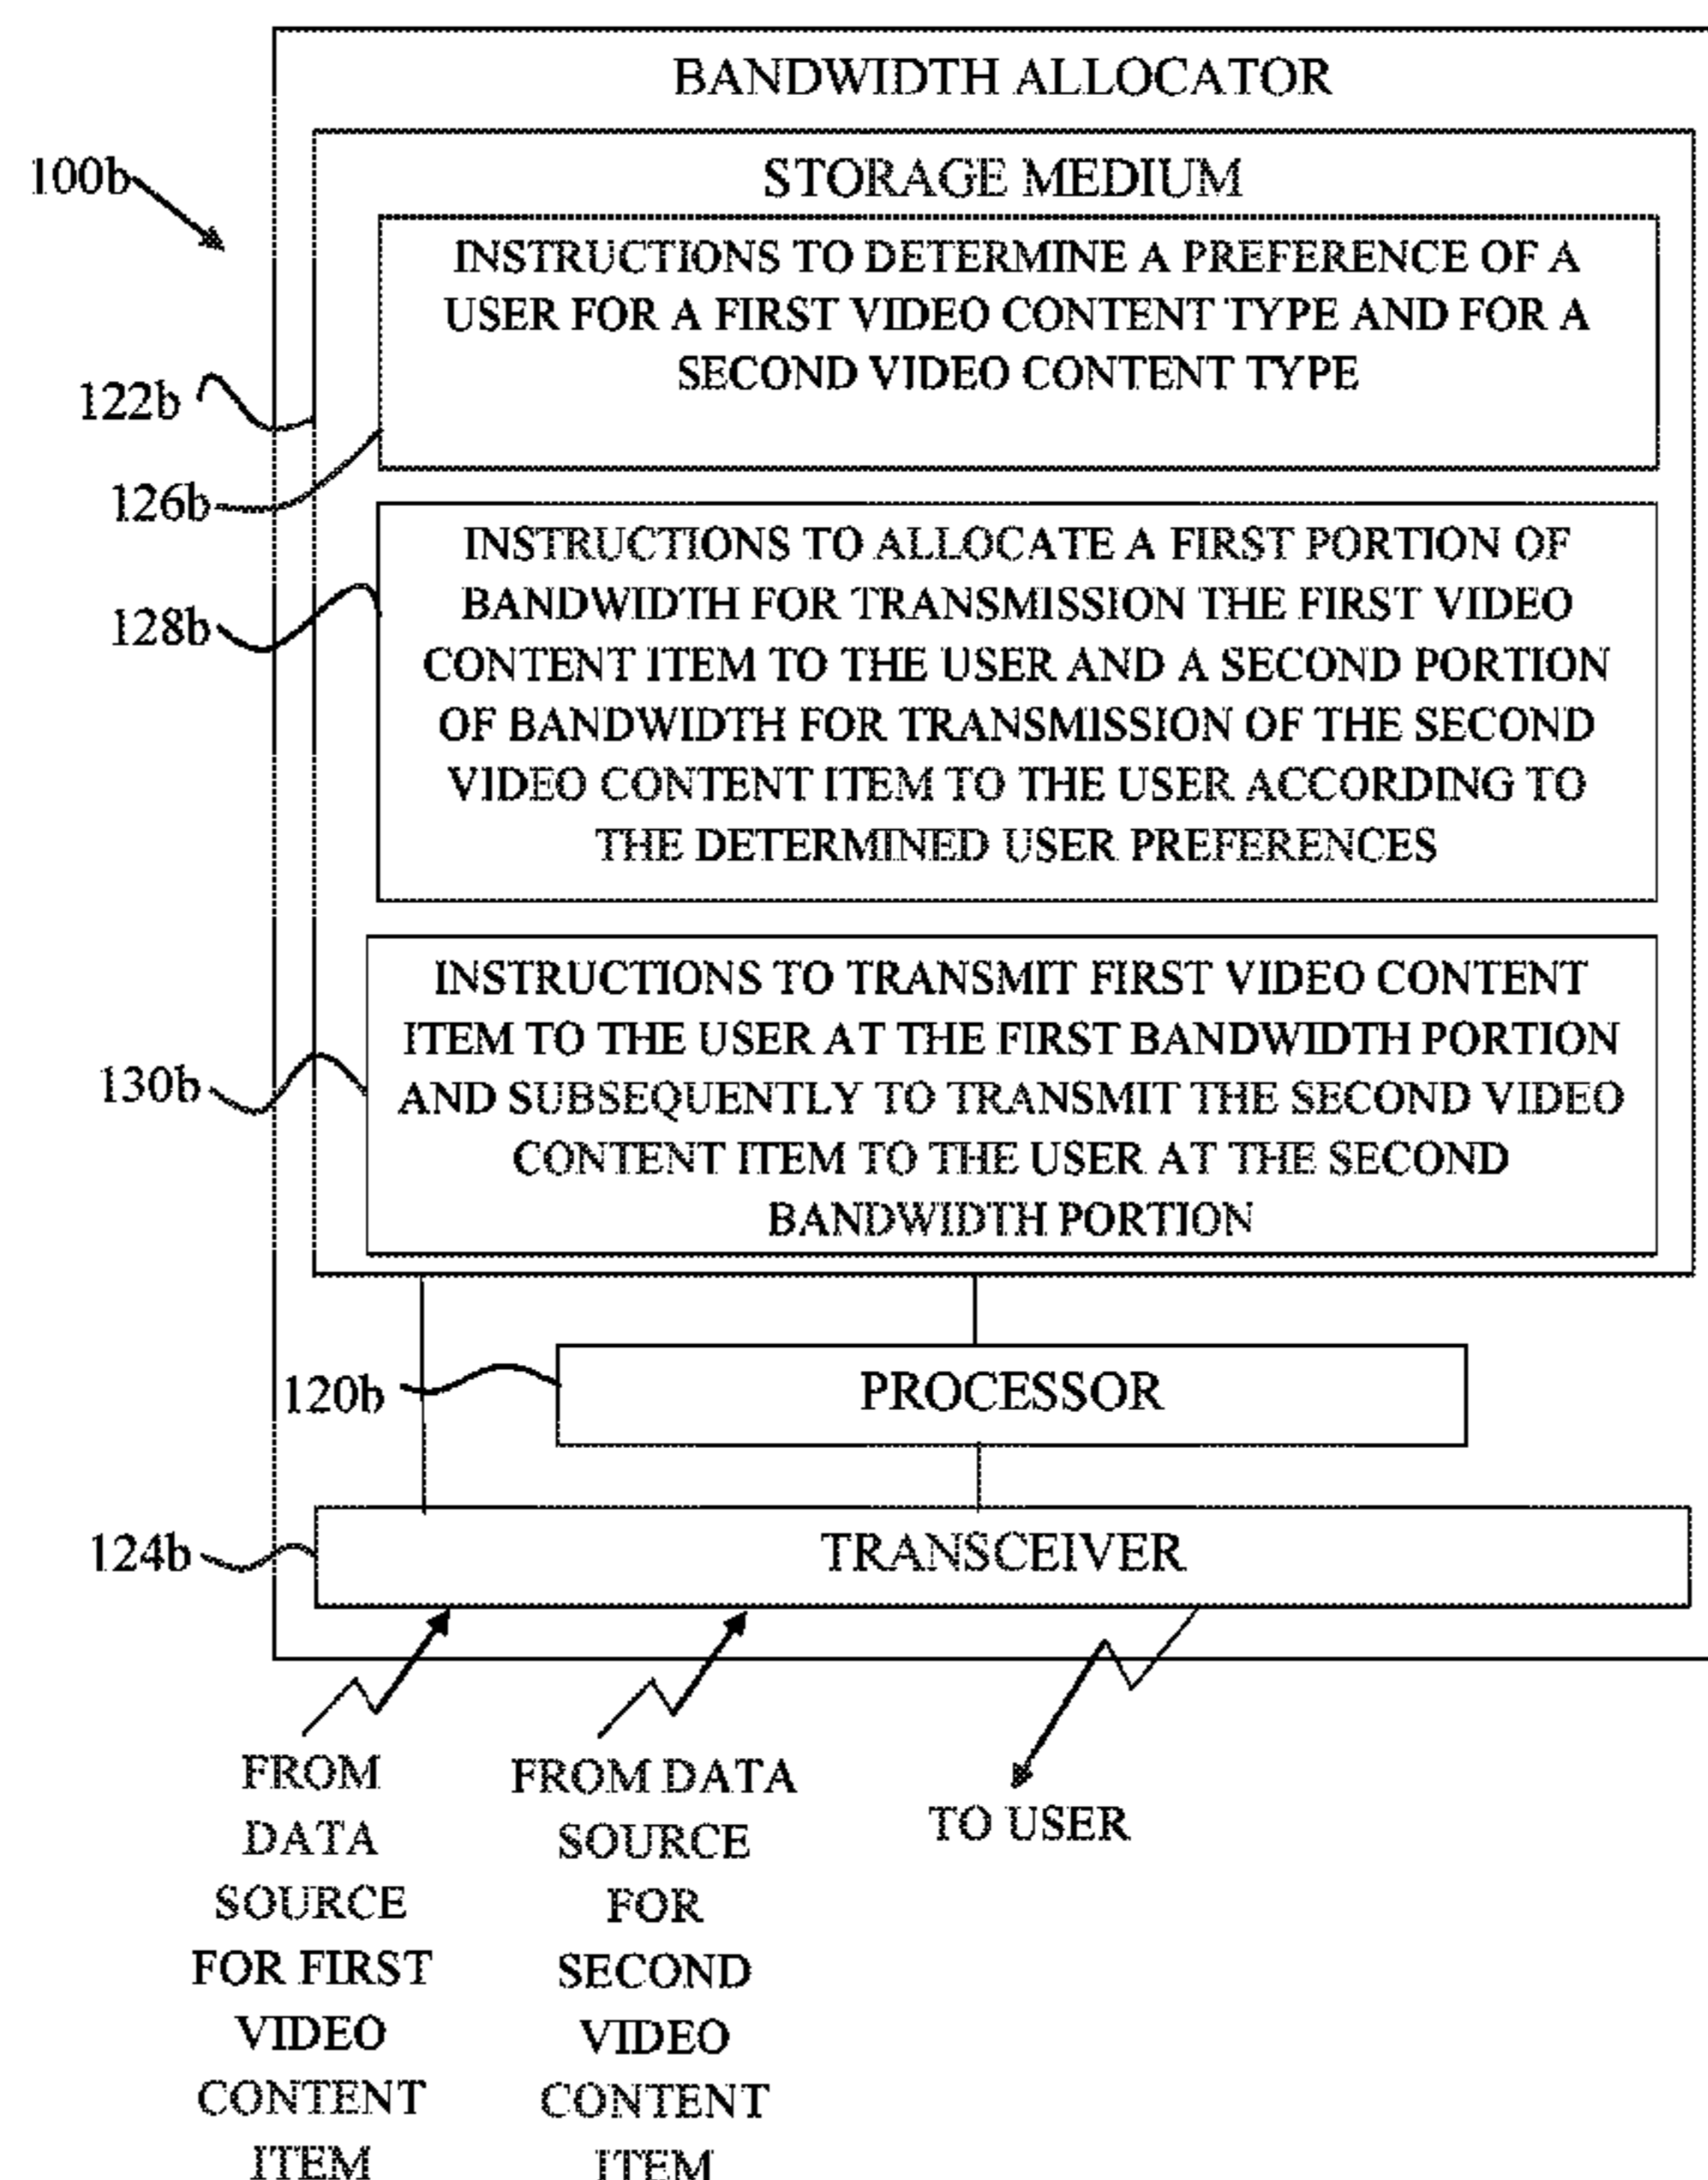 BANDWIDTH ALLOCATOR
100b
STORAGE MEDIUM
INSTRUCTIONS TO DETERMINE A PREFERENCE OF A
USER FOR A FIRST VIDEO CONTENT TYPE AND FOR A
SECOND VIDEO CONTENT TYPE
122b
126b
INSTRUCTIONS TO ALLOCATE A FIRST PORTION OF
BANDWIDTH FOR TRANSMISSION THE FIRST VIDEO
CONTENT ITEM TO THE USER AND A SECOND PORTION
OF BANDWIDTH FOR TRANSMISSION OF THE SECOND
VIDEO CONTENT ITEM TO THE USER ACCORDING TO
THE DETERMINED USER PREFERENCES
128b
INSTRUCTIONS TO TRANSMIT FIRST VIDEO CONTENT
ITEM TO THE USER AT THE FIRST BANDWIDTH PORTION
AND SUBSEQUENTLY TO TRANSMIT THE SECOND VIDEO
CONTENT ITEM TO THE USER AT THE SECOND
BANDWIDTH PORTION
130b
120b
PROCESSOR
124b
TRANSCEIVER
FROM
DATA
SOURCE
FOR FIRST
VIDEO
CONTENT
ITEM
FROM DATA
SOURCE
FOR
SECOND
VIDEO
CONTENT
ITEM
TO USER